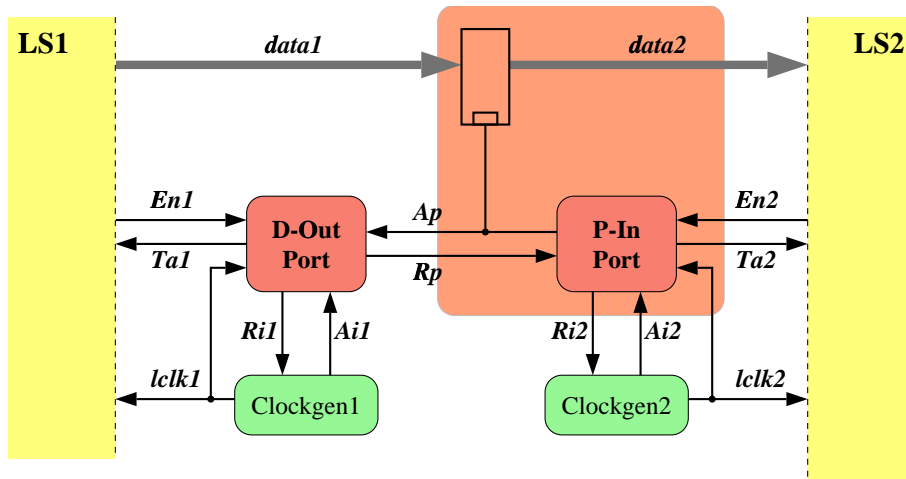 LS1
data1
data2
LS2
En1
D-Out
Port
Ap
P-In
Port
En2
Ta1
Rp
Ta2
Ri1
Ai1
Ri2
Ai2
lclk1
Clockgen1
Clockgen2
lclk2